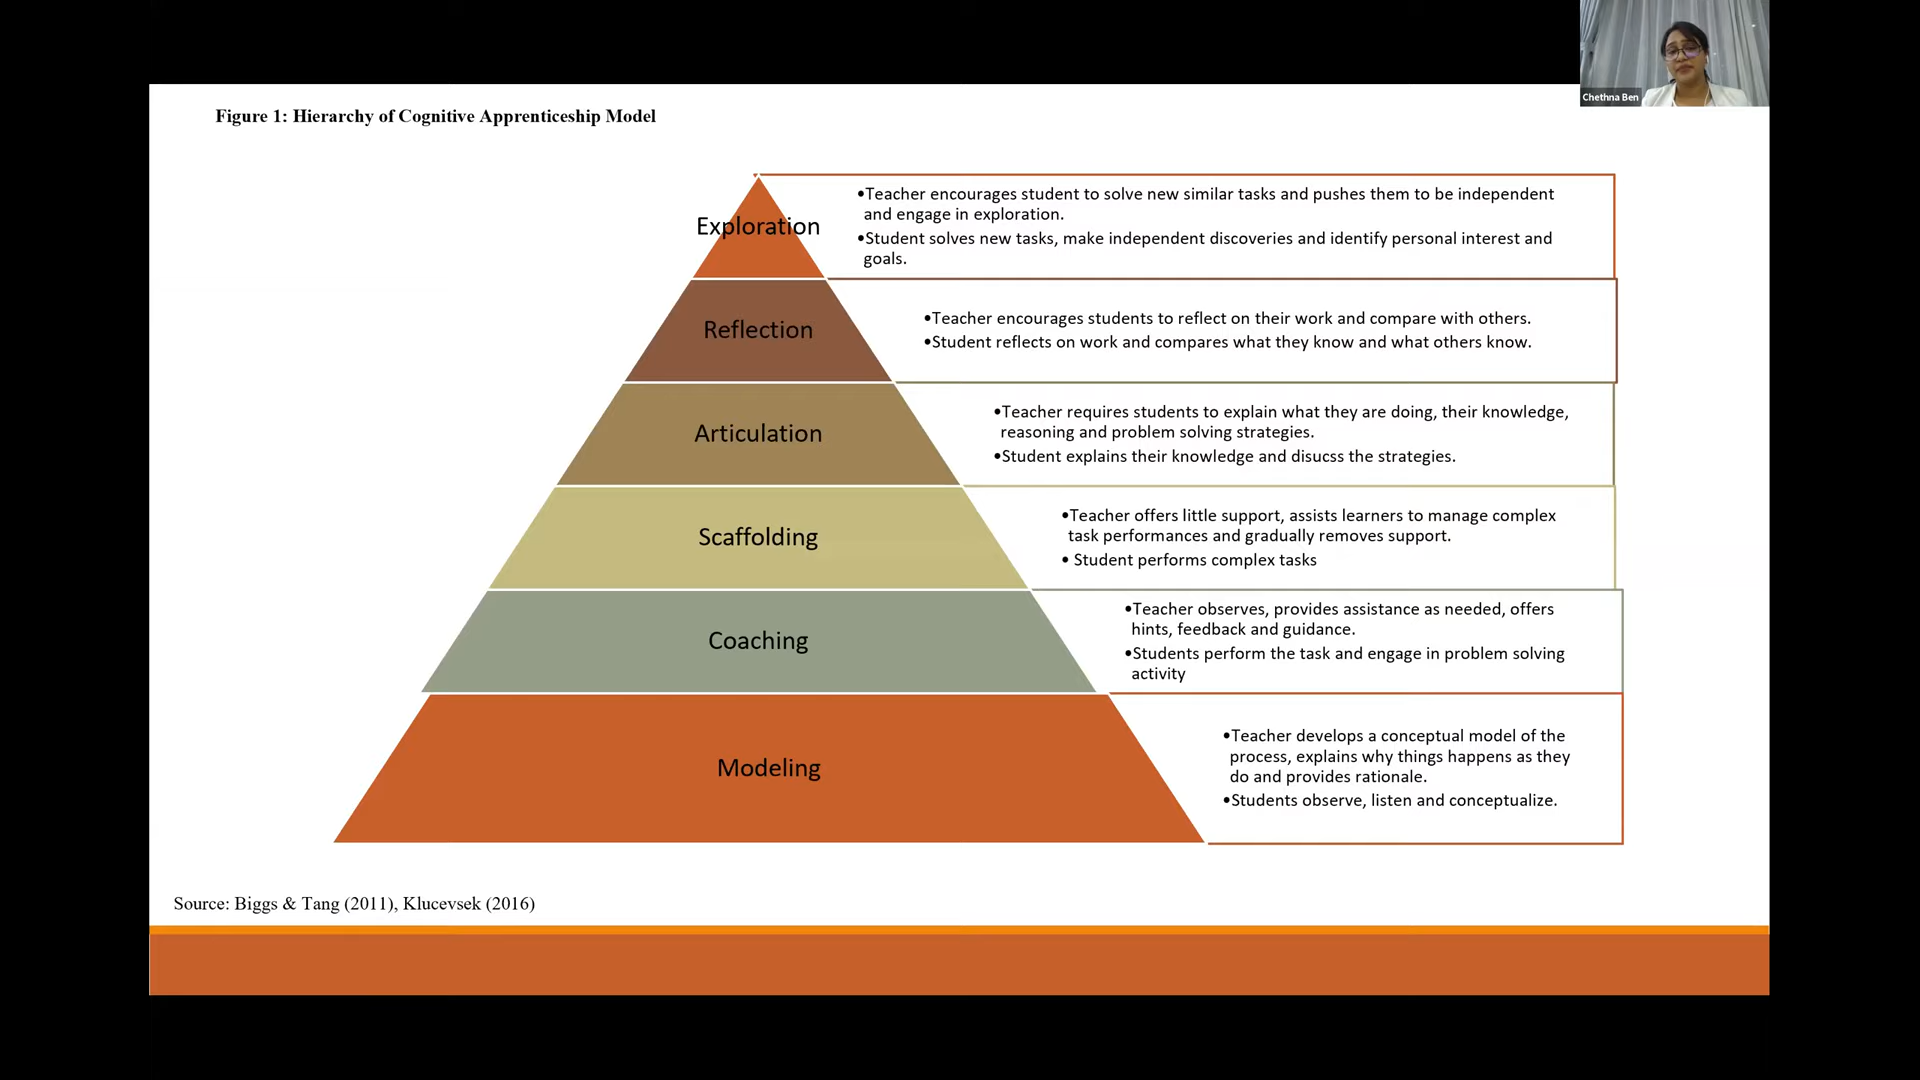 Chethna Ben
Figure 1: Hierarchy of Cognitive Apprenticeship Model
Exploration
•Teacher encourages student to solve new similar tasks and pushes them to be independent
and engage in exploration.
•Student solves new tasks, make independent discoveries and identify personal interest and
goals.
Reflection
•Teacher encourages students to reflect on their work and compare with others.
•Student reflects on work and compares what they know and what others know.
Articulation
•Teacher requires students to explain what they are doing, their knowledge,
reasoning and problem solving strategies.
•Student explains their knowledge and disucss the strategies.
Scaffolding
•Teacher offers little support, assists learners to manage complex
task performances and gradually removes support.
• Student performs complex tasks
Coaching
•Teacher observes, provides assistance as needed, offers
hints, feedback and guidance.
•Students perform the task and engage in problem solving
activity
Modeling
•Teacher develops a conceptual model of the
process, explains why things happens as they
do and provides rationale.
•Students observe, listen and conceptualize.
Source: Biggs & Tang (2011), Klucevsek (2016)